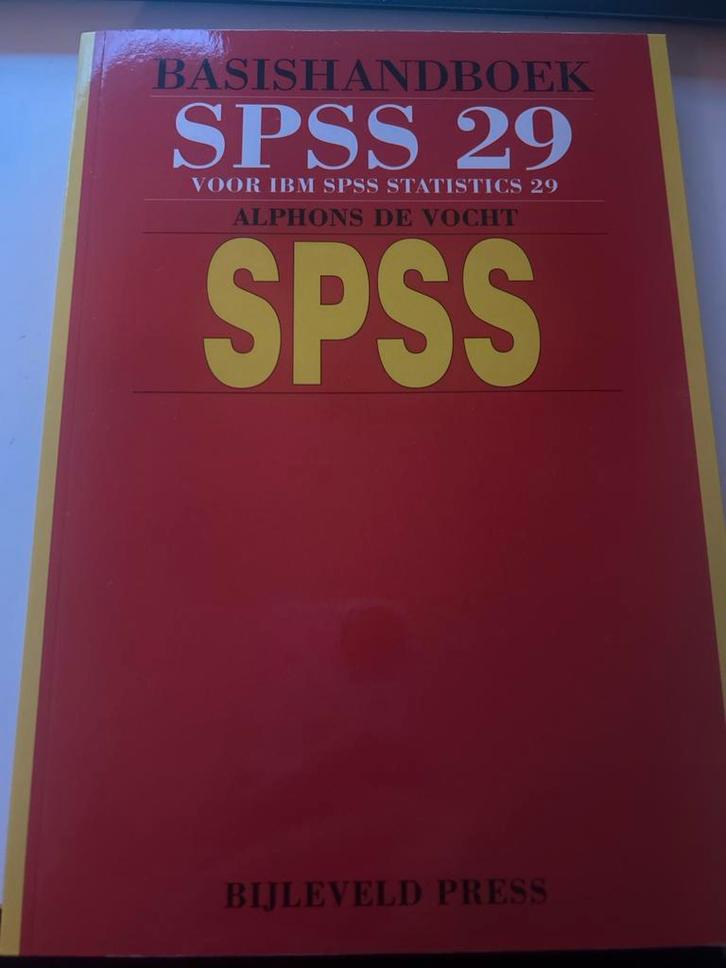 BASISHANDBOEK
SPSS 29
VOOR IBM SPSS STATISTICS 29
ALPHONS DE VOCHT
SPSS
BIJLEVELD PRESS